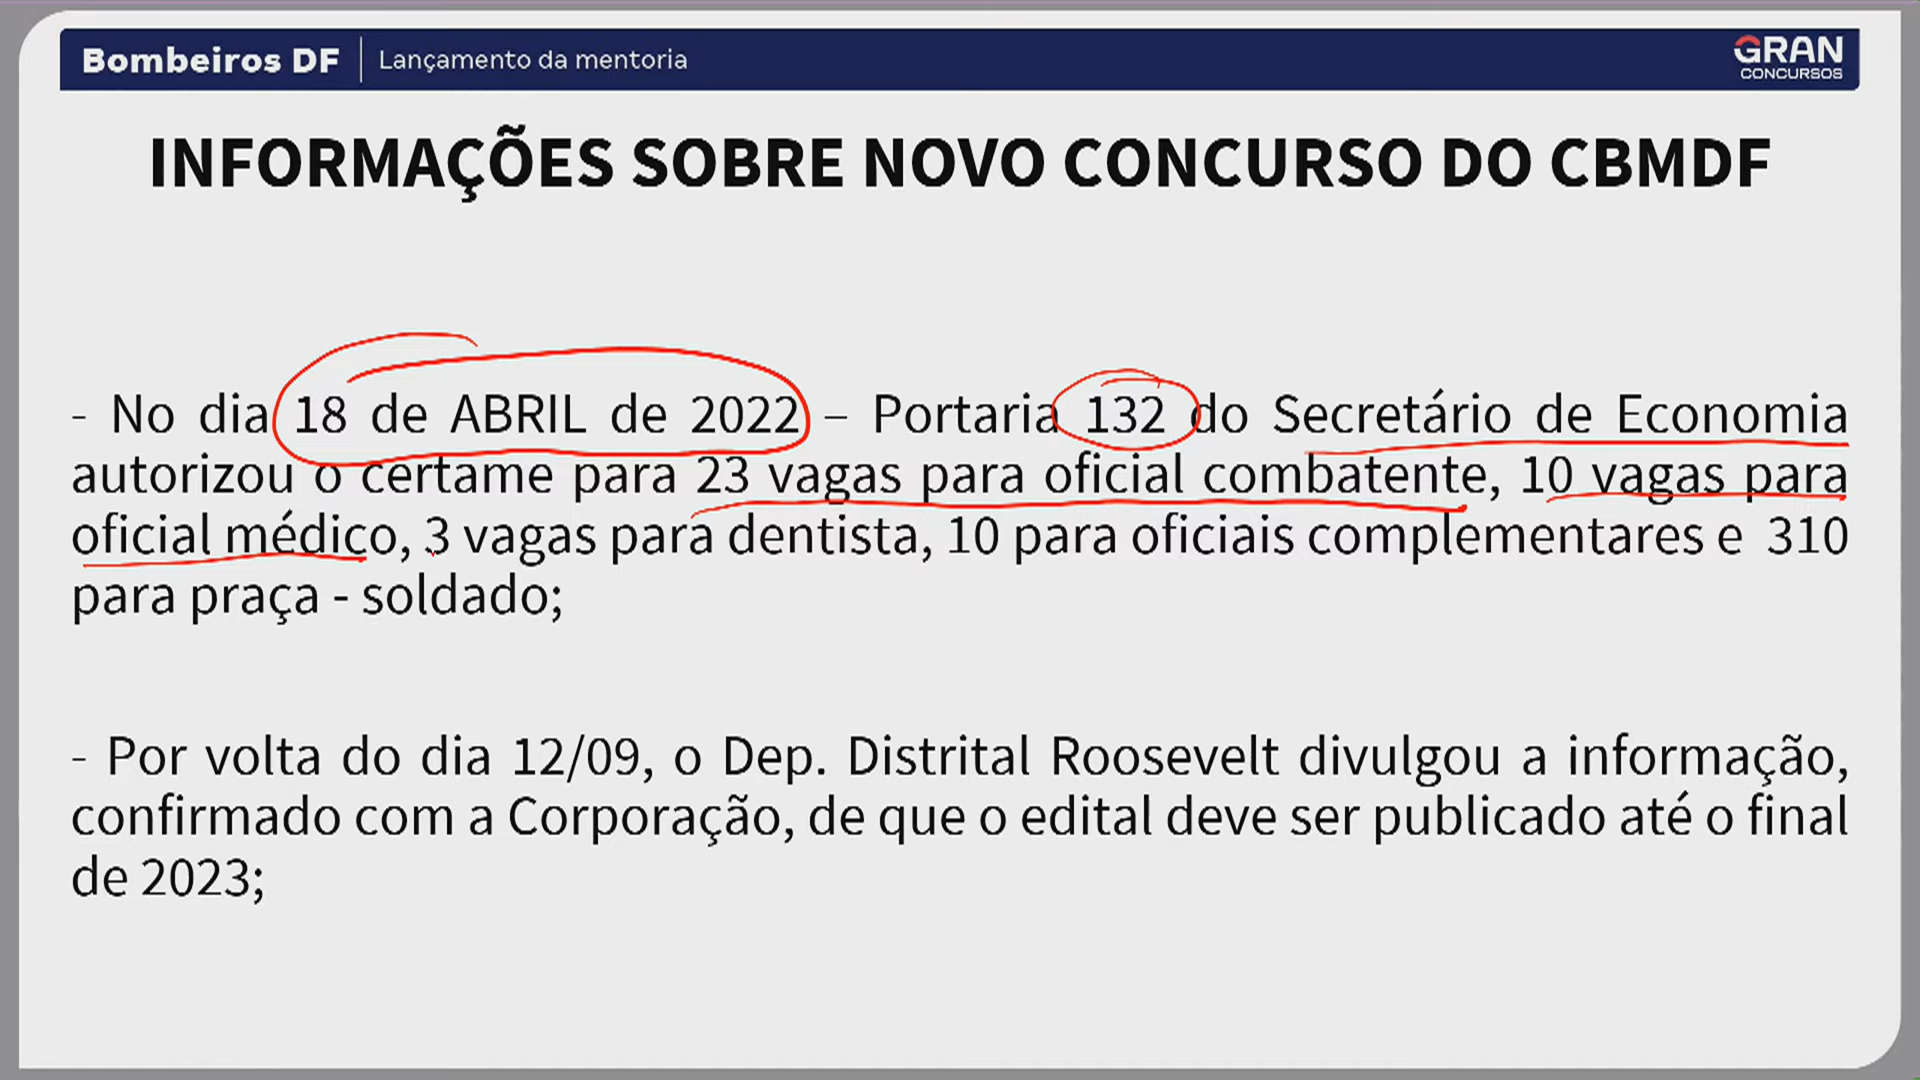 Bombeiros DF | Lançamento da mentoria
GRAN
CONCURSOS
INFORMAÇÕES SOBRE NOVO CONCURSO DO CBMDF
- No dia 18 de ABRIL de 2022 – Portaria 132 do Secretário de Economia
autorizou o certame para 23 vagas para oficial combatente, 10 vagas para
oficial médico, 3 vagas para dentista, 10 para oficiais complementares e 310
para praça - soldado;
- Por volta do dia 12/09, o Dep. Distrital Roosevelt divulgou a informação,
confirmado com a Corporação, de que o edital deve ser publicado até o final
de 2023;